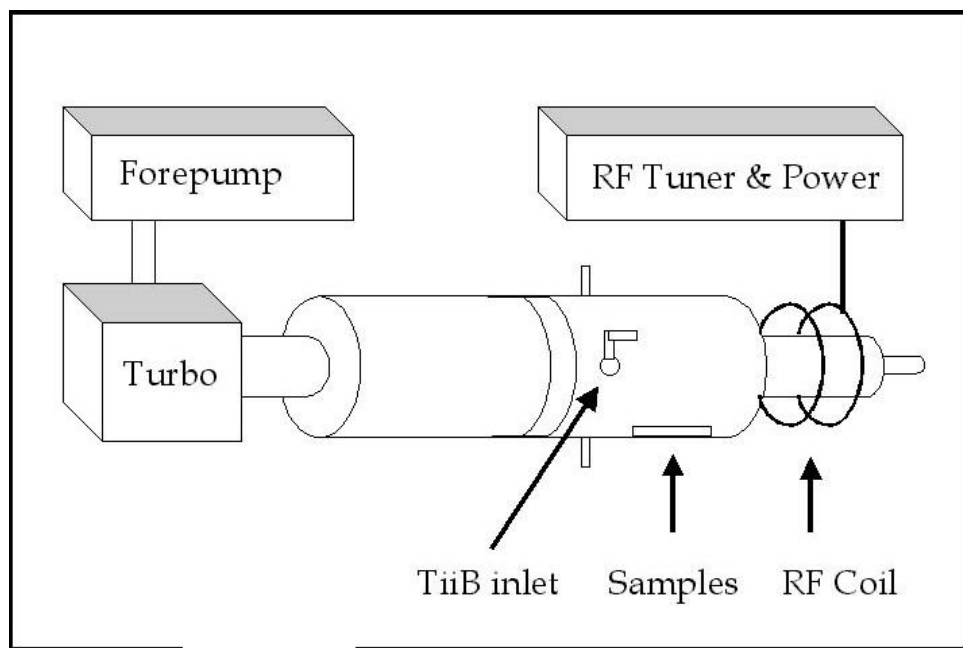 Forepump
RF Tuner & Power
Turbo
TiiB inlet
Samples
RF Coil